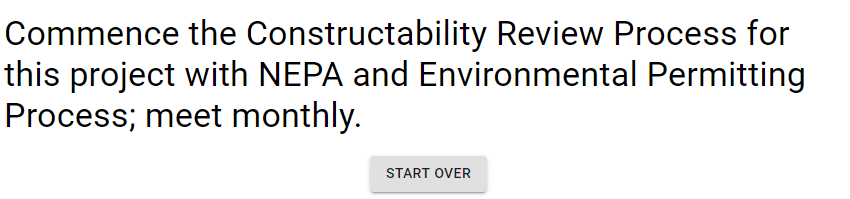 Commence the Constructability Review Process for
this project with NEPA and Environmental Permitting
Process; meet monthly.
START OVER